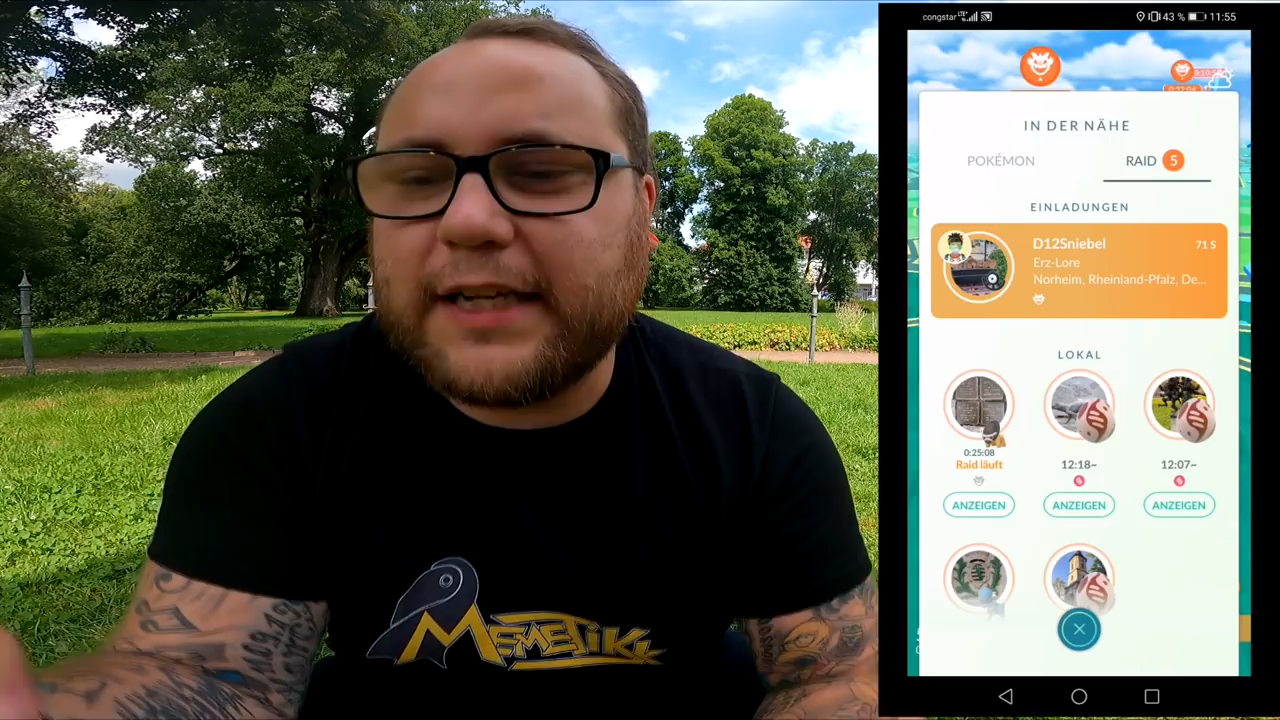 congstar
43 %
11:55
IN DER NÄHE
POKÉMON
RAID 5
EINLADUNGEN
D12Sniebel
71 S
Erz-Lore
Norheim, Rheinland-Pfalz, De...
LOKAL
0:25:08
Raid läuft
12:18~
12:07~
ANZEIGEN
ANZEIGEN
ANZEIGEN
MEMETIKK